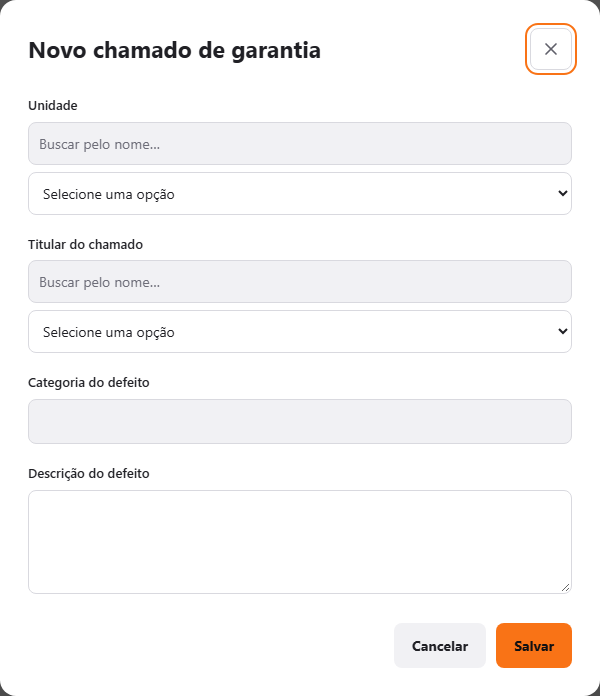 Novo chamado de garantia
Unidade
Buscar pelo nome...
Selecione uma opção
Titular do chamado
Buscar pelo nome...
Selecione uma opção
Categoria do defeito
Descrição do defeito
Cancelar
Salvar